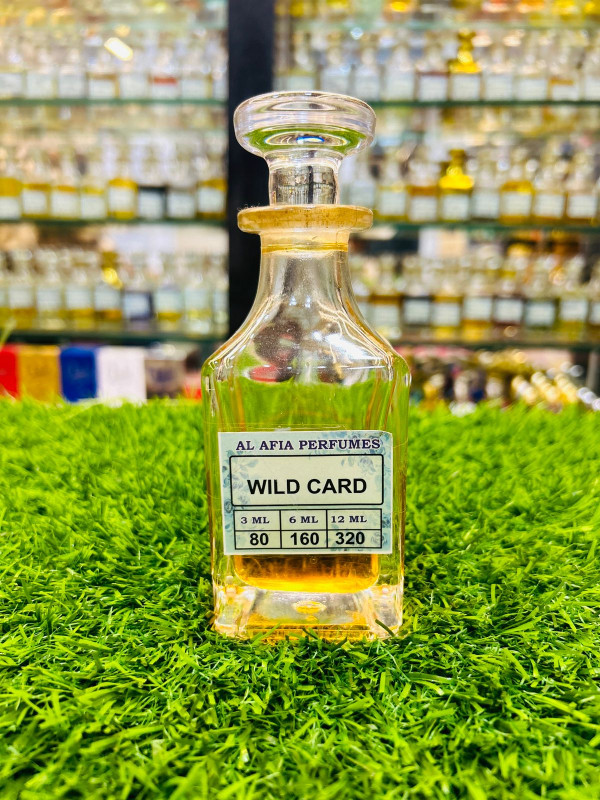 AL AFIA PERFUMES
WILD CARD
3 ML 6 ML 12 ML
80 160 320